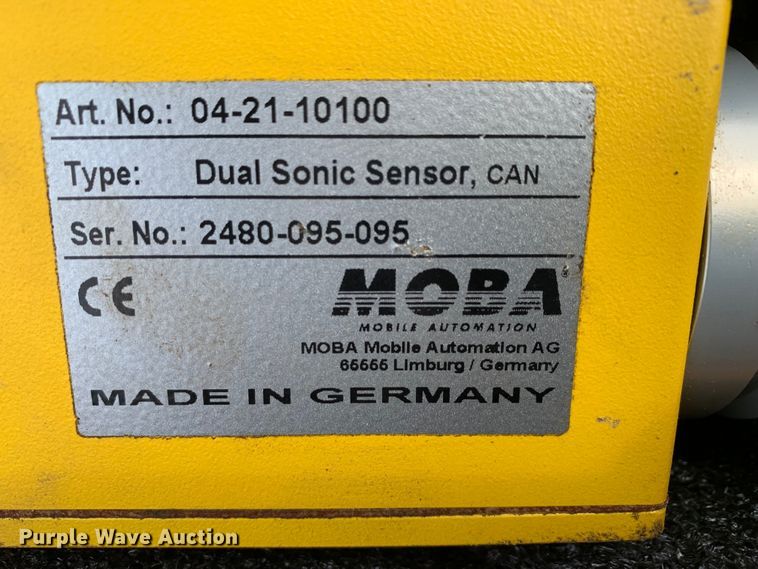 Art. No.: 04-21-10100
Type: Dual Sonic Sensor, CAN
Ser. No.: 2480-095-095
CE
MOBA®
MOBILE AUTOMATION
MOBA Mobile Automation AG
65555 Limburg / Germany
MADE IN GERMANY
Purple Wave Auction